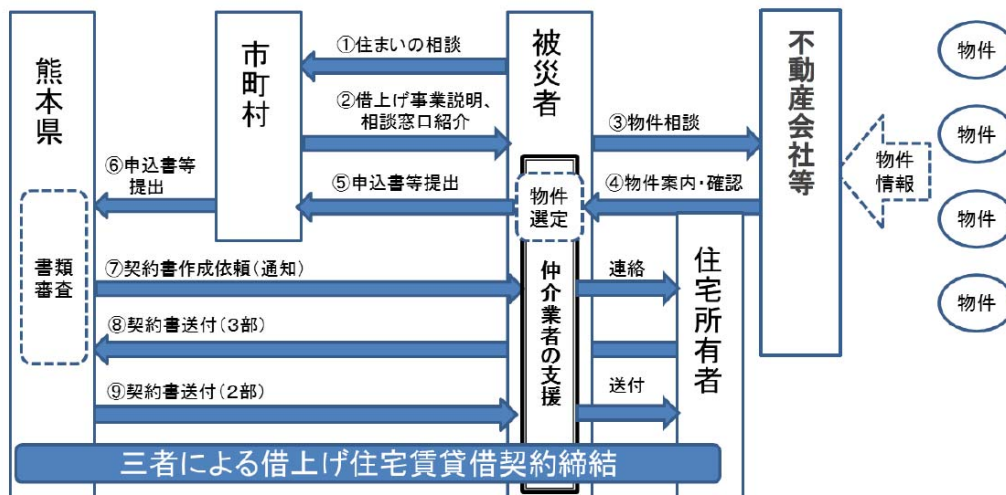 熊本県
市町村
被災者
不動産会社等
物件
物件
物件
物件
物件
情報
①住まいの相談
②借上げ事業説明、
相談窓口紹介
③物件相談
④物件案内・確認
物件
選定
⑤申込書等提出
⑥申込書等
提出
書類
審査
⑦契約書作成依頼(通知)
連絡
⑧契約書送付(3部)
⑨契約書送付(2部)
送付
仲介業者の支援
住宅所有者
三者による借上げ住宅賃貸借契約締結